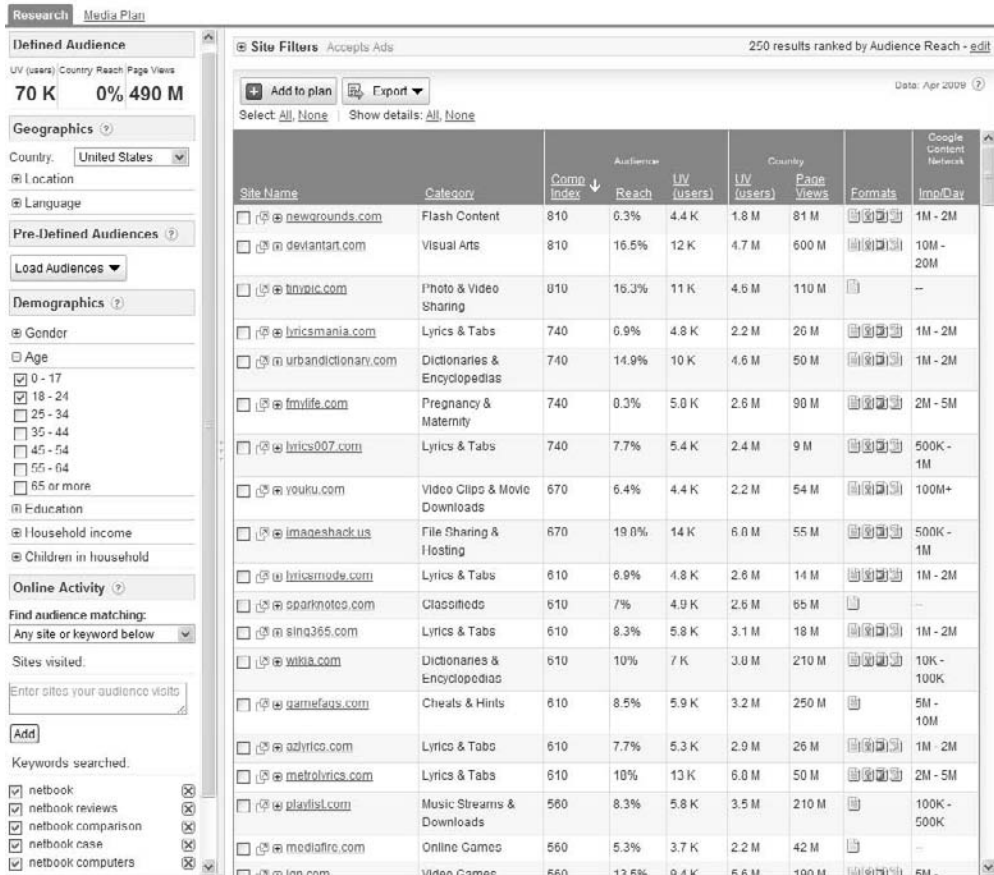 Research Media Plan
Defined Audience
UV (users) Country Reach Page Views
70 K 0% 490 M
Geographics ?
Country: United States
Location
Language
Pre-Defined Audiences ?
Load Audiences
Demographics ?
Gender
Age
0 - 17
18 - 24
25 - 34
35 - 44
45 - 54
55 - 64
65 or more
Education
Household income
Children in household
Online Activity ?
Find audience matching:
Any site or keyword below
Sites visited:
Enter sites your audience visits
Add
Keywords searched:
netbook
netbook reviews
netbook comparison
netbook case
netbook computers
Site Filters Accepts Ads 250 results ranked by Audience Reach - edit
Add to plan Export Data: Apr 2009 ?
Select: All, None | Show details: All, None
Audience Country Google Content Network
Site Name Category Comp Index Reach UV (users) UV (users) Page Views Formats Imp/Day
newgrounds.com Flash Content 810 6.3% 4.4 K 1.8 M 81 M 1M - 2M
deviantart.com Visual Arts 810 16.5% 12 K 4.7 M 600 M 10M -
20M
tinypic.com Photo & Video 810 16.3% 11 K 4.6 M 110 M --
Sharing
lyricsmania.com Lyrics & Tabs 740 6.9% 4.8 K 2.2 M 26 M 1M - 2M
urbandictionary.com Dictionaries & 740 14.9% 10 K 4.6 M 50 M 1M - 2M
Encyclopedias
fmylife.com Pregnancy & 740 8.3% 5.8 K 2.6 M 98 M 2M - 5M
Maternity
lyrics007.com Lyrics & Tabs 740 7.7% 5.4 K 2.4 M 9 M 500K -
1M
youku.com Video Clips & Movie 670 6.4% 4.4 K 2.2 M 54 M 100M+
Downloads
imageshack.us File Sharing & 670 19.8% 14 K 6.8 M 55 M 500K -
Hosting 1M
lyricsmode.com Lyrics & Tabs 610 6.9% 4.8 K 2.6 M 14 M 1M - 2M
sparknotes.com Classifieds 610 7% 4.9 K 2.6 M 65 M --
sing365.com Lyrics & Tabs 610 8.3% 5.8 K 3.1 M 18 M 1M - 2M
wikia.com Dictionaries & 610 10% 7 K 3.8 M 210 M 10K -
Encyclopedias 100K
gamefaqs.com Cheats & Hints 610 8.5% 5.9 K 3.2 M 250 M 5M -
10M
azlyrics.com Lyrics & Tabs 610 7.7% 5.3 K 2.9 M 26 M 1M - 2M
metrolyrics.com Lyrics & Tabs 610 18% 13 K 6.8 M 50 M 2M - 5M
playlist.com Music Streams & 560 8.3% 5.8 K 3.5 M 210 M 100K -
Downloads 500K
mediafire.com Online Games 560 5.3% 3.7 K 2.2 M 42 M --
ign.com Video Games 560 13.5% 9.4 K 5.6 M 190 M 5M -